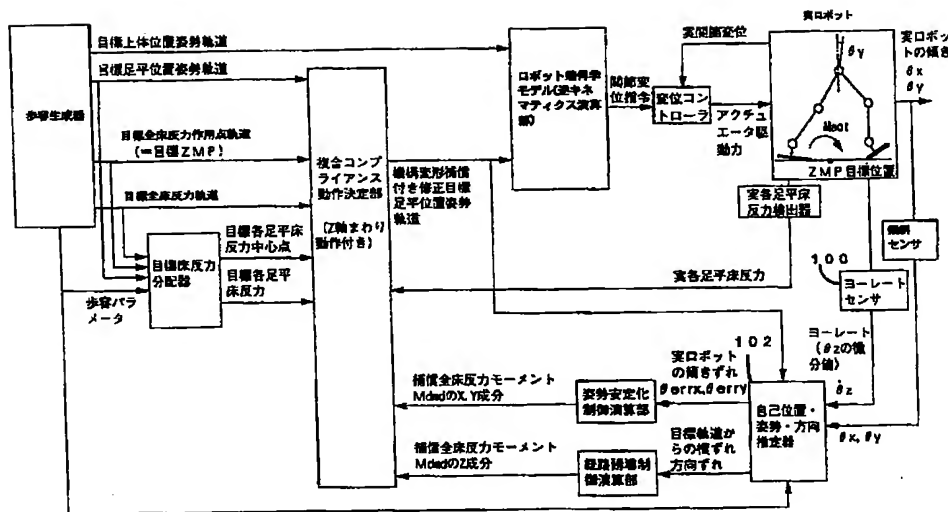 歩容生成器
目標上体位置姿勢軌道
目標足平位置姿勢軌道
目標全床反力作用点軌道
(=目標ZMP)
目標全床反力軌道
目標床反力
分配器
歩容パラ
メータ
目標各足平床
反力中心点
目標各足平
床反力
複合コンプ
ライアンス
動作決定部
(Z軸まわり
動作付き)
機構変形補償
付き修正目標
足平位置姿勢
軌道
ロボット幾何学
モデル(逆キネ
マティクス演算
部)
関節変
位指令
実関節変位
変位コン
トローラ
アクチュ
エータ駆
動力
実ロボット
θy
Mact
ZMP目標位置
実ロボッ
トの傾き
θx
θy
実各足平床
反力検出器
傾斜
センサ
100
ヨーレート
センサ
実各足平床反力
ヨーレート
(θzの微
分値)
θ̇z
θx,θy
102
自己位置・
姿勢・方向
推定器
実ロボット
の傾きずれ
θerrx,θerry
姿勢安定化
制御演算部
補償全床反力モーメント
MdmdのX,Y成分
目標軌道か
らの横ずれ
方向ずれ
経路誘導制
御演算部
補償全床反力モーメント
MdmdのZ成分